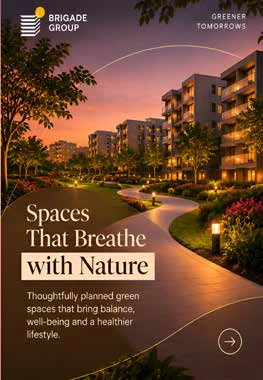 BRIGADE
GROUP
GREENER
TOMORROWS
Spaces
That Breathe
with Nature
Thoughtfully planned green
spaces that bring balance,
well-being and a healthier
lifestyle.